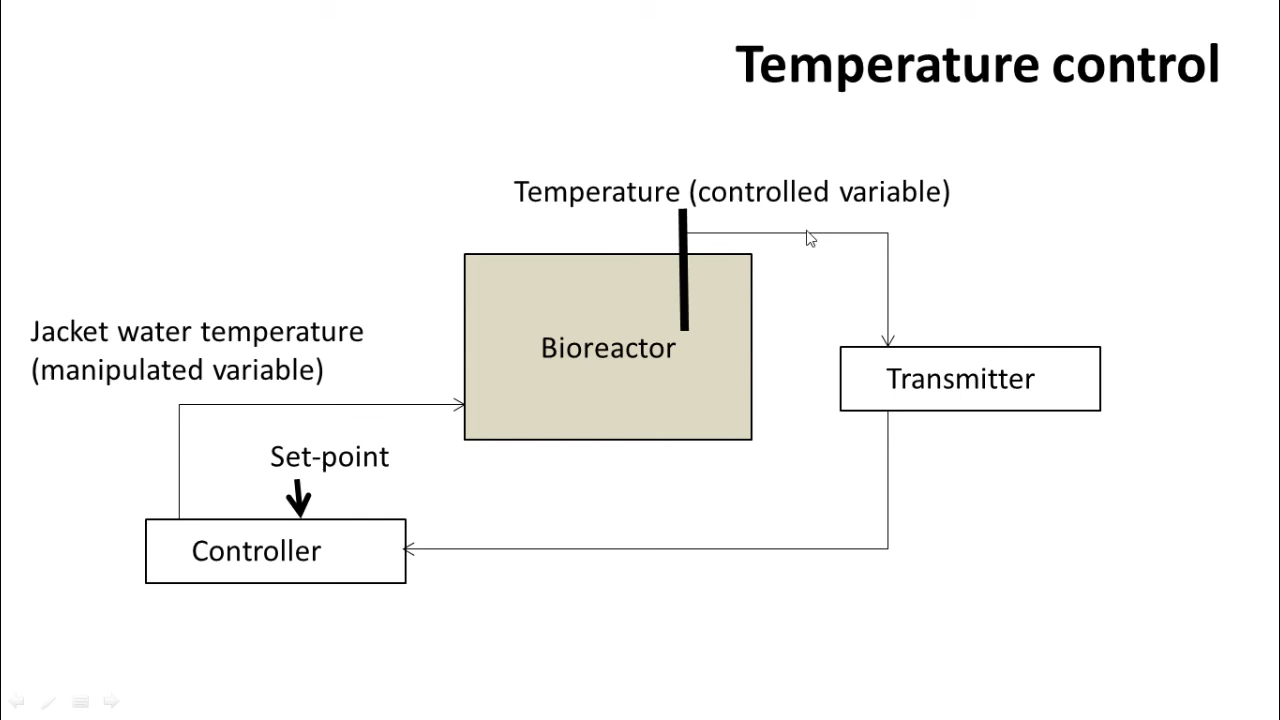 Temperature control
Temperature (controlled variable)
Jacket water temperature
(manipulated variable)
Bioreactor
Transmitter
Set-point
Controller